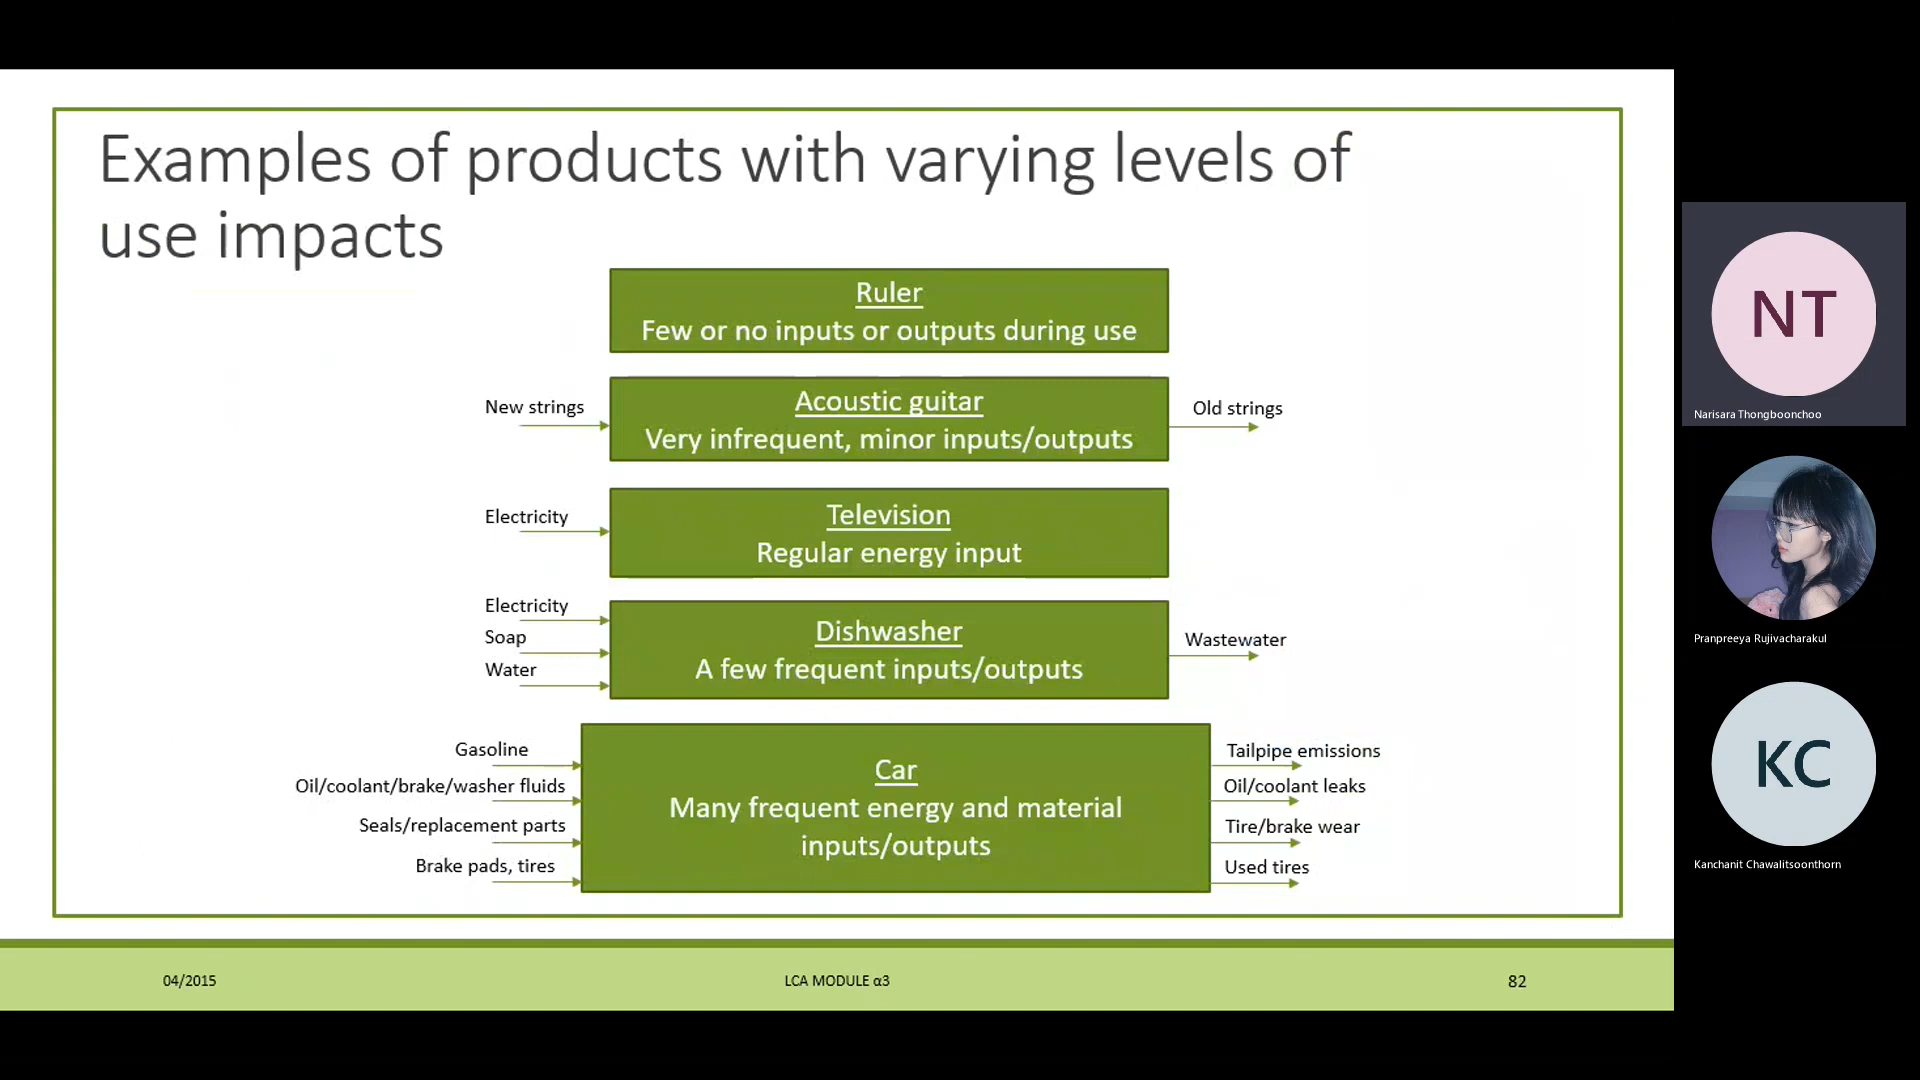 Examples of products with varying levels of
use impacts
Ruler
Few or no inputs or outputs during use
New strings
Acoustic guitar
Very infrequent, minor inputs/outputs
Old strings
Electricity
Television
Regular energy input
Electricity
Soap
Water
Dishwasher
A few frequent inputs/outputs
Wastewater
Gasoline
Oil/coolant/brake/washer fluids
Seals/replacement parts
Brake pads, tires
Car
Many frequent energy and material
inputs/outputs
Tailpipe emissions
Oil/coolant leaks
Tire/brake wear
Used tires
04/2015
LCA MODULE α3
82
NT
Narisara Thongboonchoo
Pranpreeya Rujivacharakul
KC
Kanchanit Chawalitsoonthorn